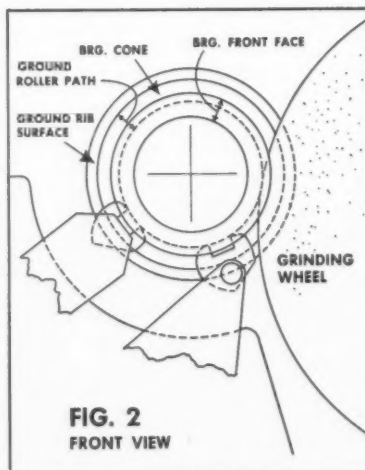 BRG. CONE
BRG. FRONT FACE
GROUND
ROLLER PATH
GROUND RIB
SURFACE
GRINDING
WHEEL
FIG. 2
FRONT VIEW